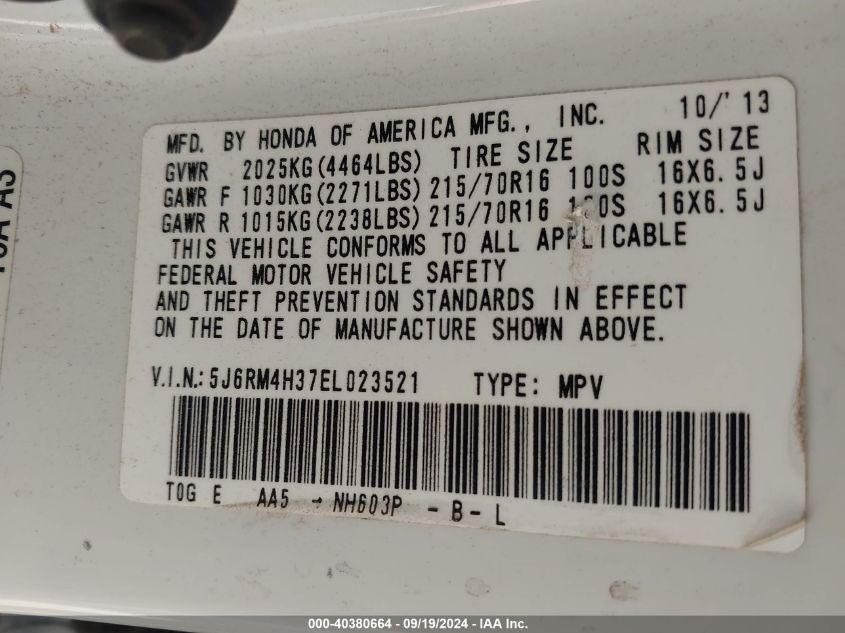 MFD. BY HONDA OF AMERICA MFG., INC. 10/'13
GVWR 2025KG(4464LBS) TIRE SIZE RIM SIZE
GAWR F 1030KG(2271LBS) 215/70R16 100S 16X6.5J
GAWR R 1015KG(2238LBS) 215/70R16 100S 16X6.5J
THIS VEHICLE CONFORMS TO ALL APPLICABLE
FEDERAL MOTOR VEHICLE SAFETY
AND THEFT PREVENTION STANDARDS IN EFFECT
ON THE DATE OF MANUFACTURE SHOWN ABOVE.
V.I.N.: 5J6RM4H37EL023521 TYPE: MPV
T0G E AA5 - NH603P - B - L
000-40380664 - 09/19/2024 - IAA Inc.